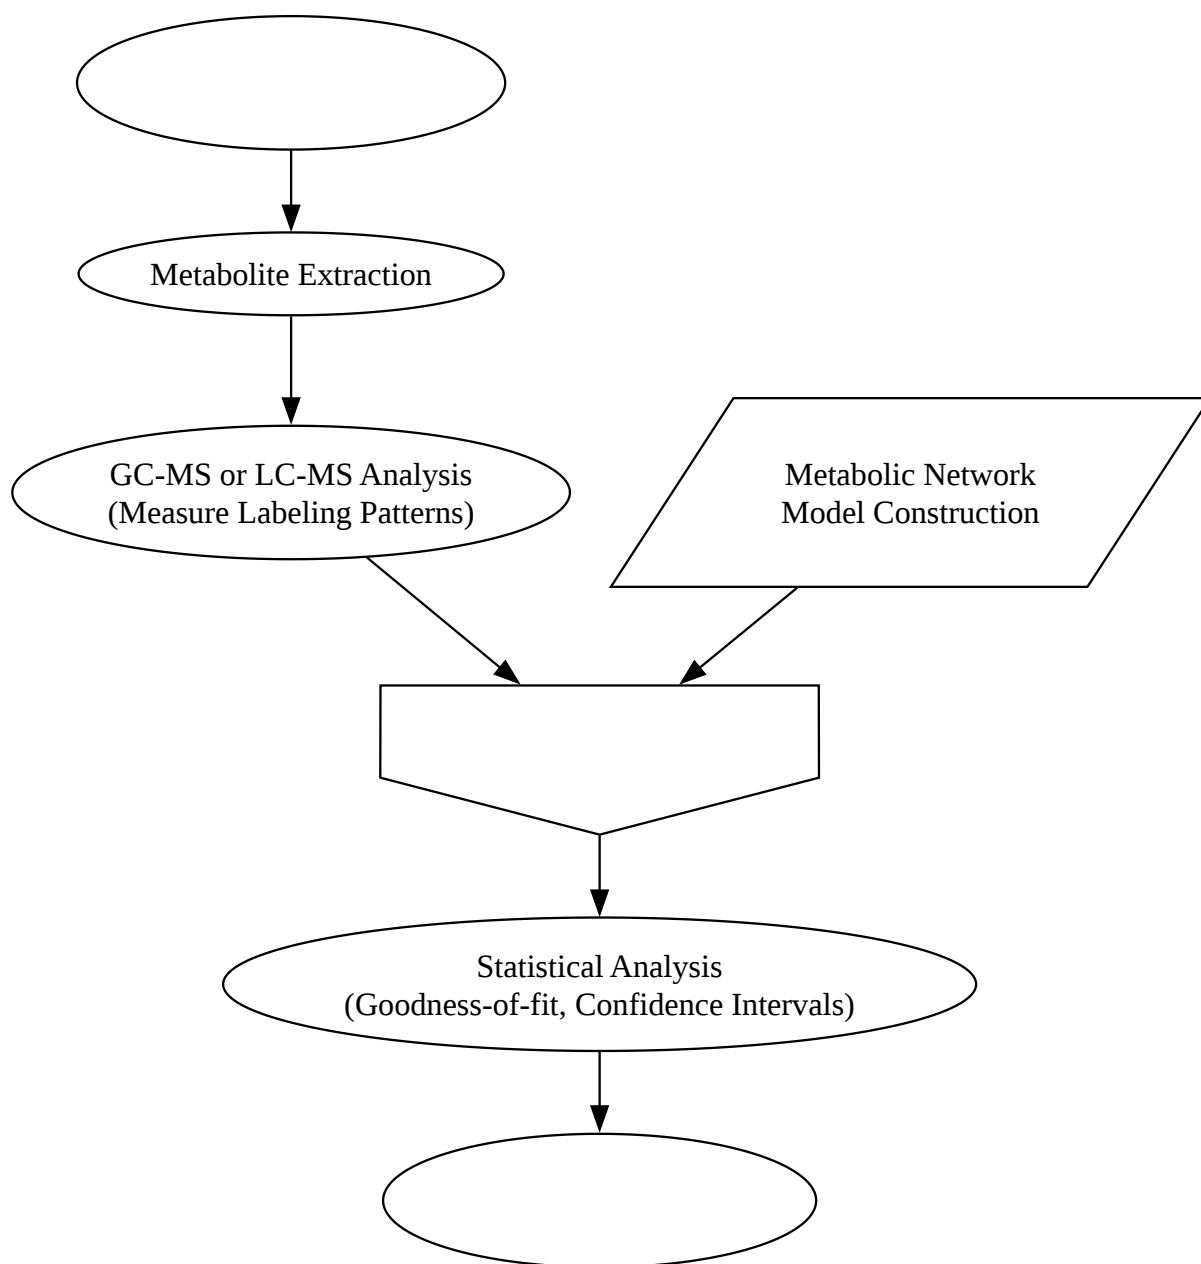 Metabolite Extraction
GC-MS or LC-MS Analysis
(Measure Labeling Patterns)
Metabolic Network
Model Construction
Statistical Analysis
(Goodness-of-fit, Confidence Intervals)